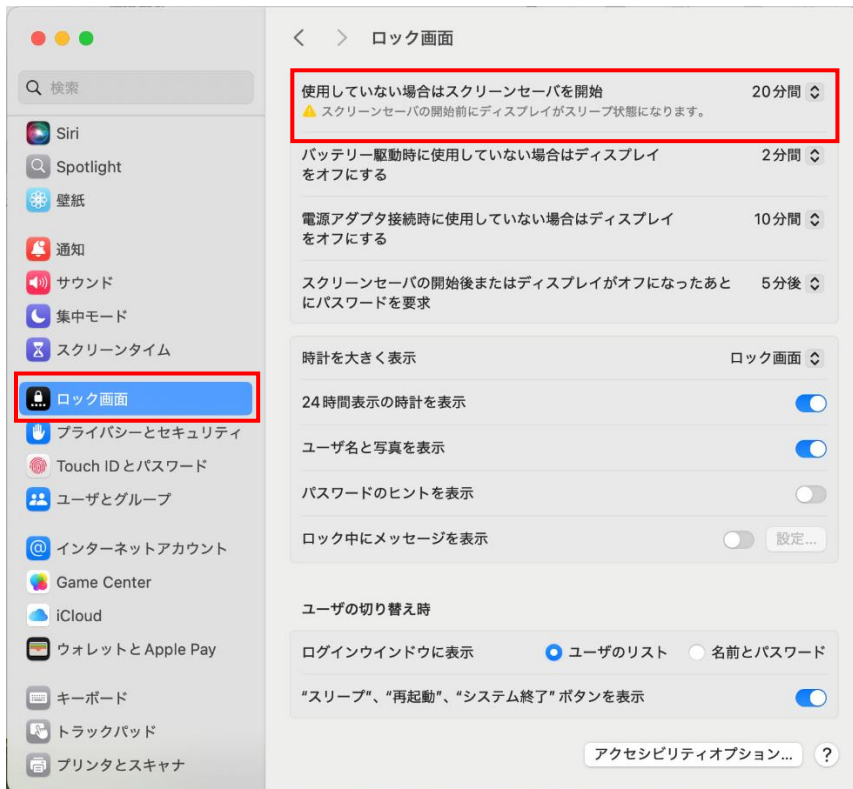 ロック画面
検索
Siri
Spotlight
壁紙
通知
サウンド
集中モード
スクリーンタイム
ロック画面
プライバシーとセキュリティ
Touch IDとパスワード
ユーザとグループ
インターネットアカウント
Game Center
iCloud
ウォレットとApple Pay
キーボード
トラックパッド
プリンタとスキャナ
使用していない場合はスクリーンセーバを開始 20分間
スクリーンセーバの開始前にディスプレイがスリープ状態になります。
バッテリー駆動時に使用していない場合はディスプレイ 2分間
をオフにする
電源アダプタ接続時に使用していない場合はディスプレイ 10分間
をオフにする
スクリーンセーバの開始後またはディスプレイがオフになったあと 5分後
にパスワードを要求
時計を大きく表示 ロック画面
24時間表示の時計を表示
ユーザ名と写真を表示
パスワードのヒントを表示
ロック中にメッセージを表示 設定...
ユーザの切り替え時
ログインウインドウに表示 ユーザのリスト 名前とパスワード
“スリープ”、“再起動”、“システム終了”ボタンを表示
アクセシビリティオプション... ?